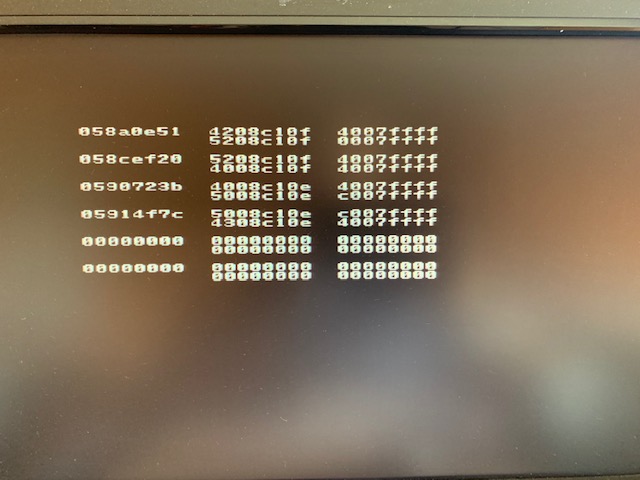 058a0e51 4208c10f 4007ffff
5208c10f 0007ffff
058cef20 5208c10f 4007ffff
4008c10f 4007ffff
0590723b 4008c10e 4007ffff
5008c10e c007ffff
05914f7c 5008c10e c007ffff
4308c10e 4007ffff
00000000 00000000 00000000
00000000 00000000
00000000 00000000 00000000
00000000 00000000